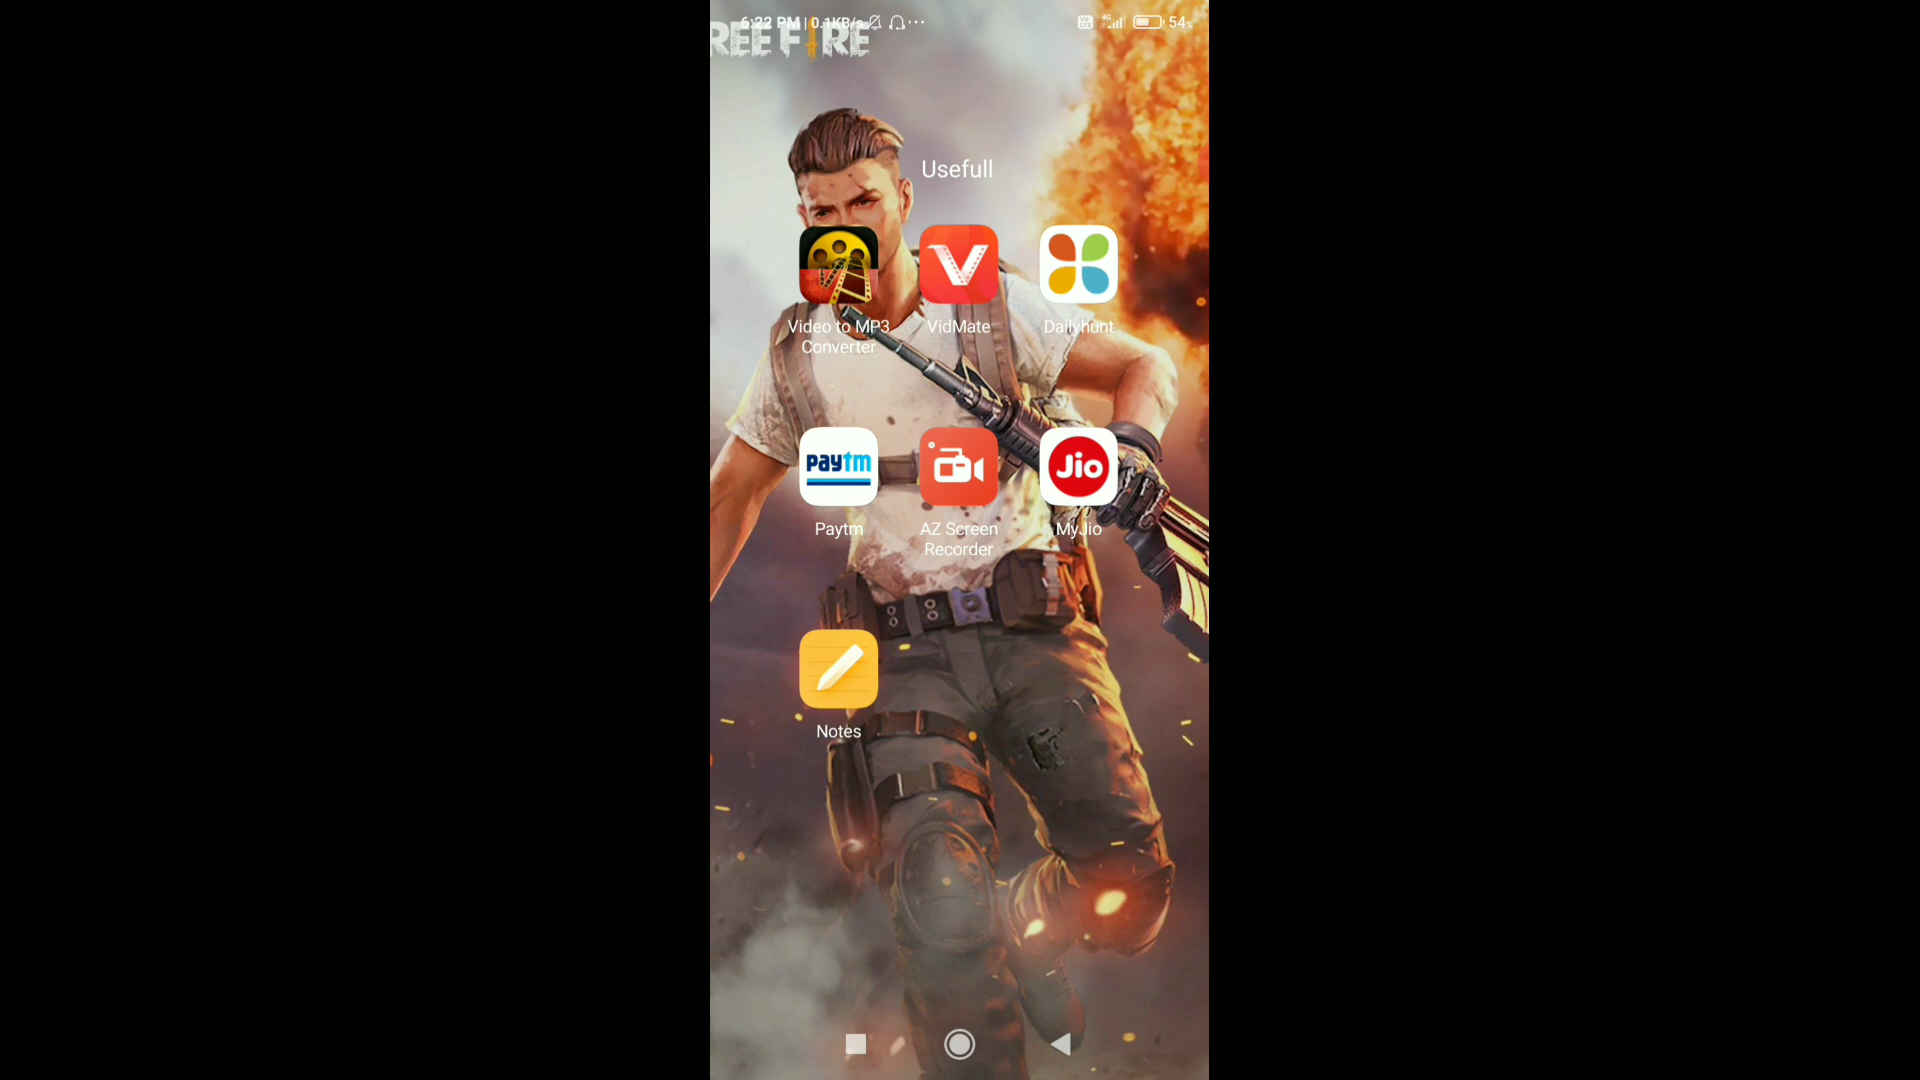 6:22 PM | 0.1KB/s
4G
54%
REE FIRE
Usefull
Video to MP3
Converter
VidMate
Dailyhunt
paytm
Jio
Paytm
AZ Screen
Recorder
MyJio
Notes